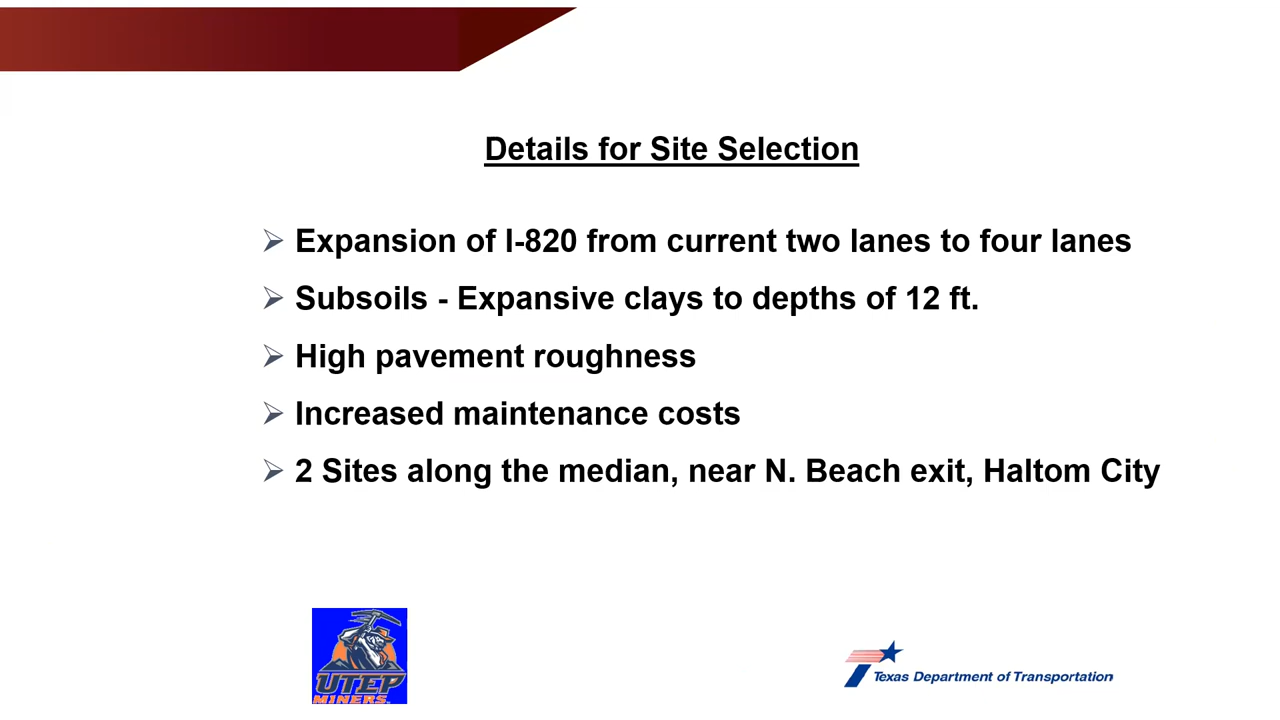 Details for Site Selection
Expansion of I-820 from current two lanes to four lanes
Subsoils - Expansive clays to depths of 12 ft.
High pavement roughness
Increased maintenance costs
2 Sites along the median, near N. Beach exit, Haltom City
UTEP
MINERS
Texas Department of Transportation